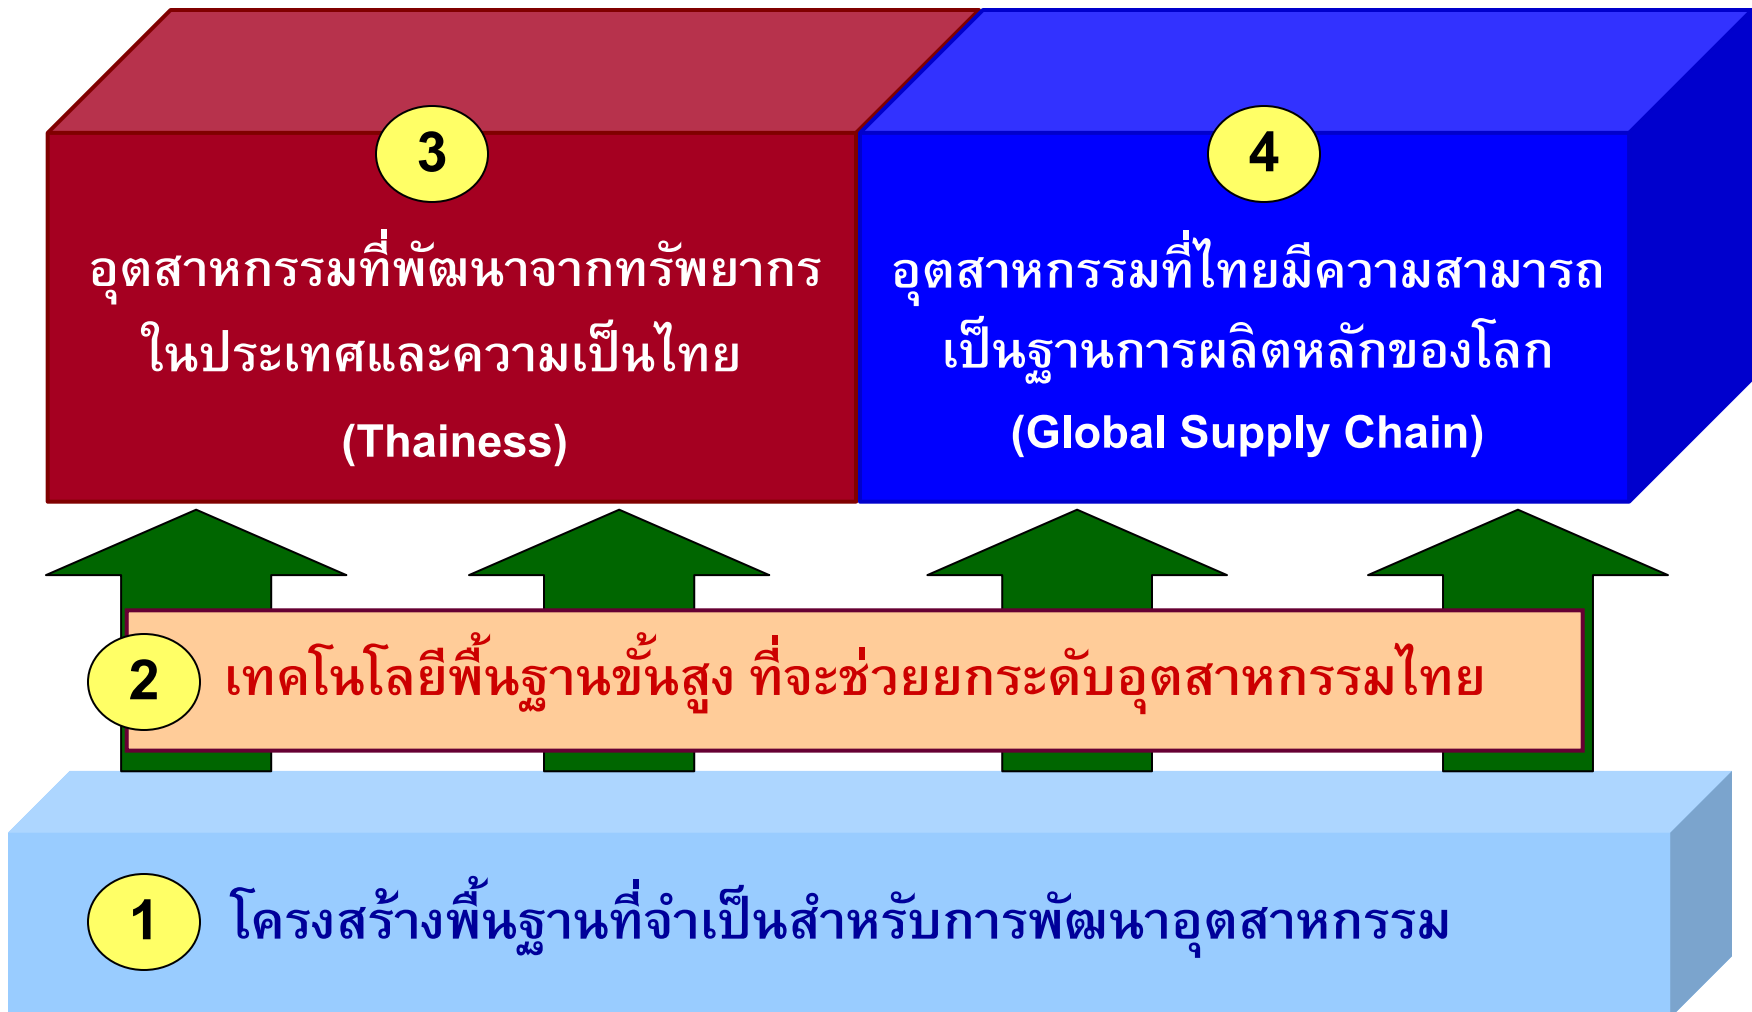 3
อุตสาหกรรมที่พัฒนาจากทรัพยากร
ในประเทศและความเป็นไทย
(Thainess)
4
อุตสาหกรรมที่ไทยมีความสามารถ
เป็นฐานการผลิตหลักของโลก
(Global Supply Chain)
2 เทคโนโลยีพื้นฐานขั้นสูง ที่จะช่วยยกระดับอุตสาหกรรมไทย
1 โครงสร้างพื้นฐานที่จำเป็นสำหรับการพัฒนาอุตสาหกรรม